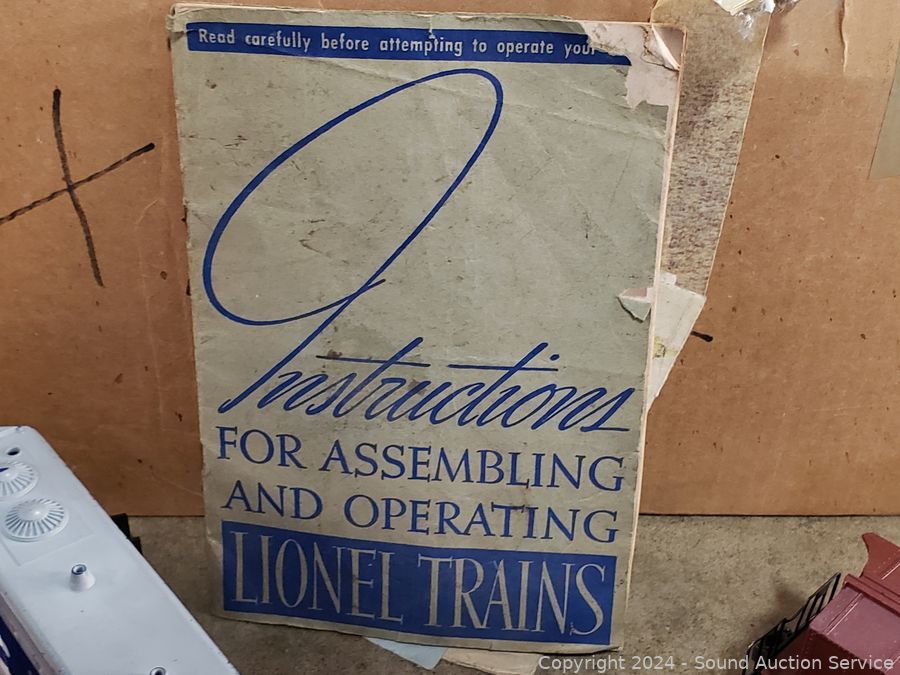 Read carefully before attempting to operate your
Instructions
FOR ASSEMBLING
AND OPERATING
LIONEL TRAINS
Copyright © 2024 - Sound Auction Service